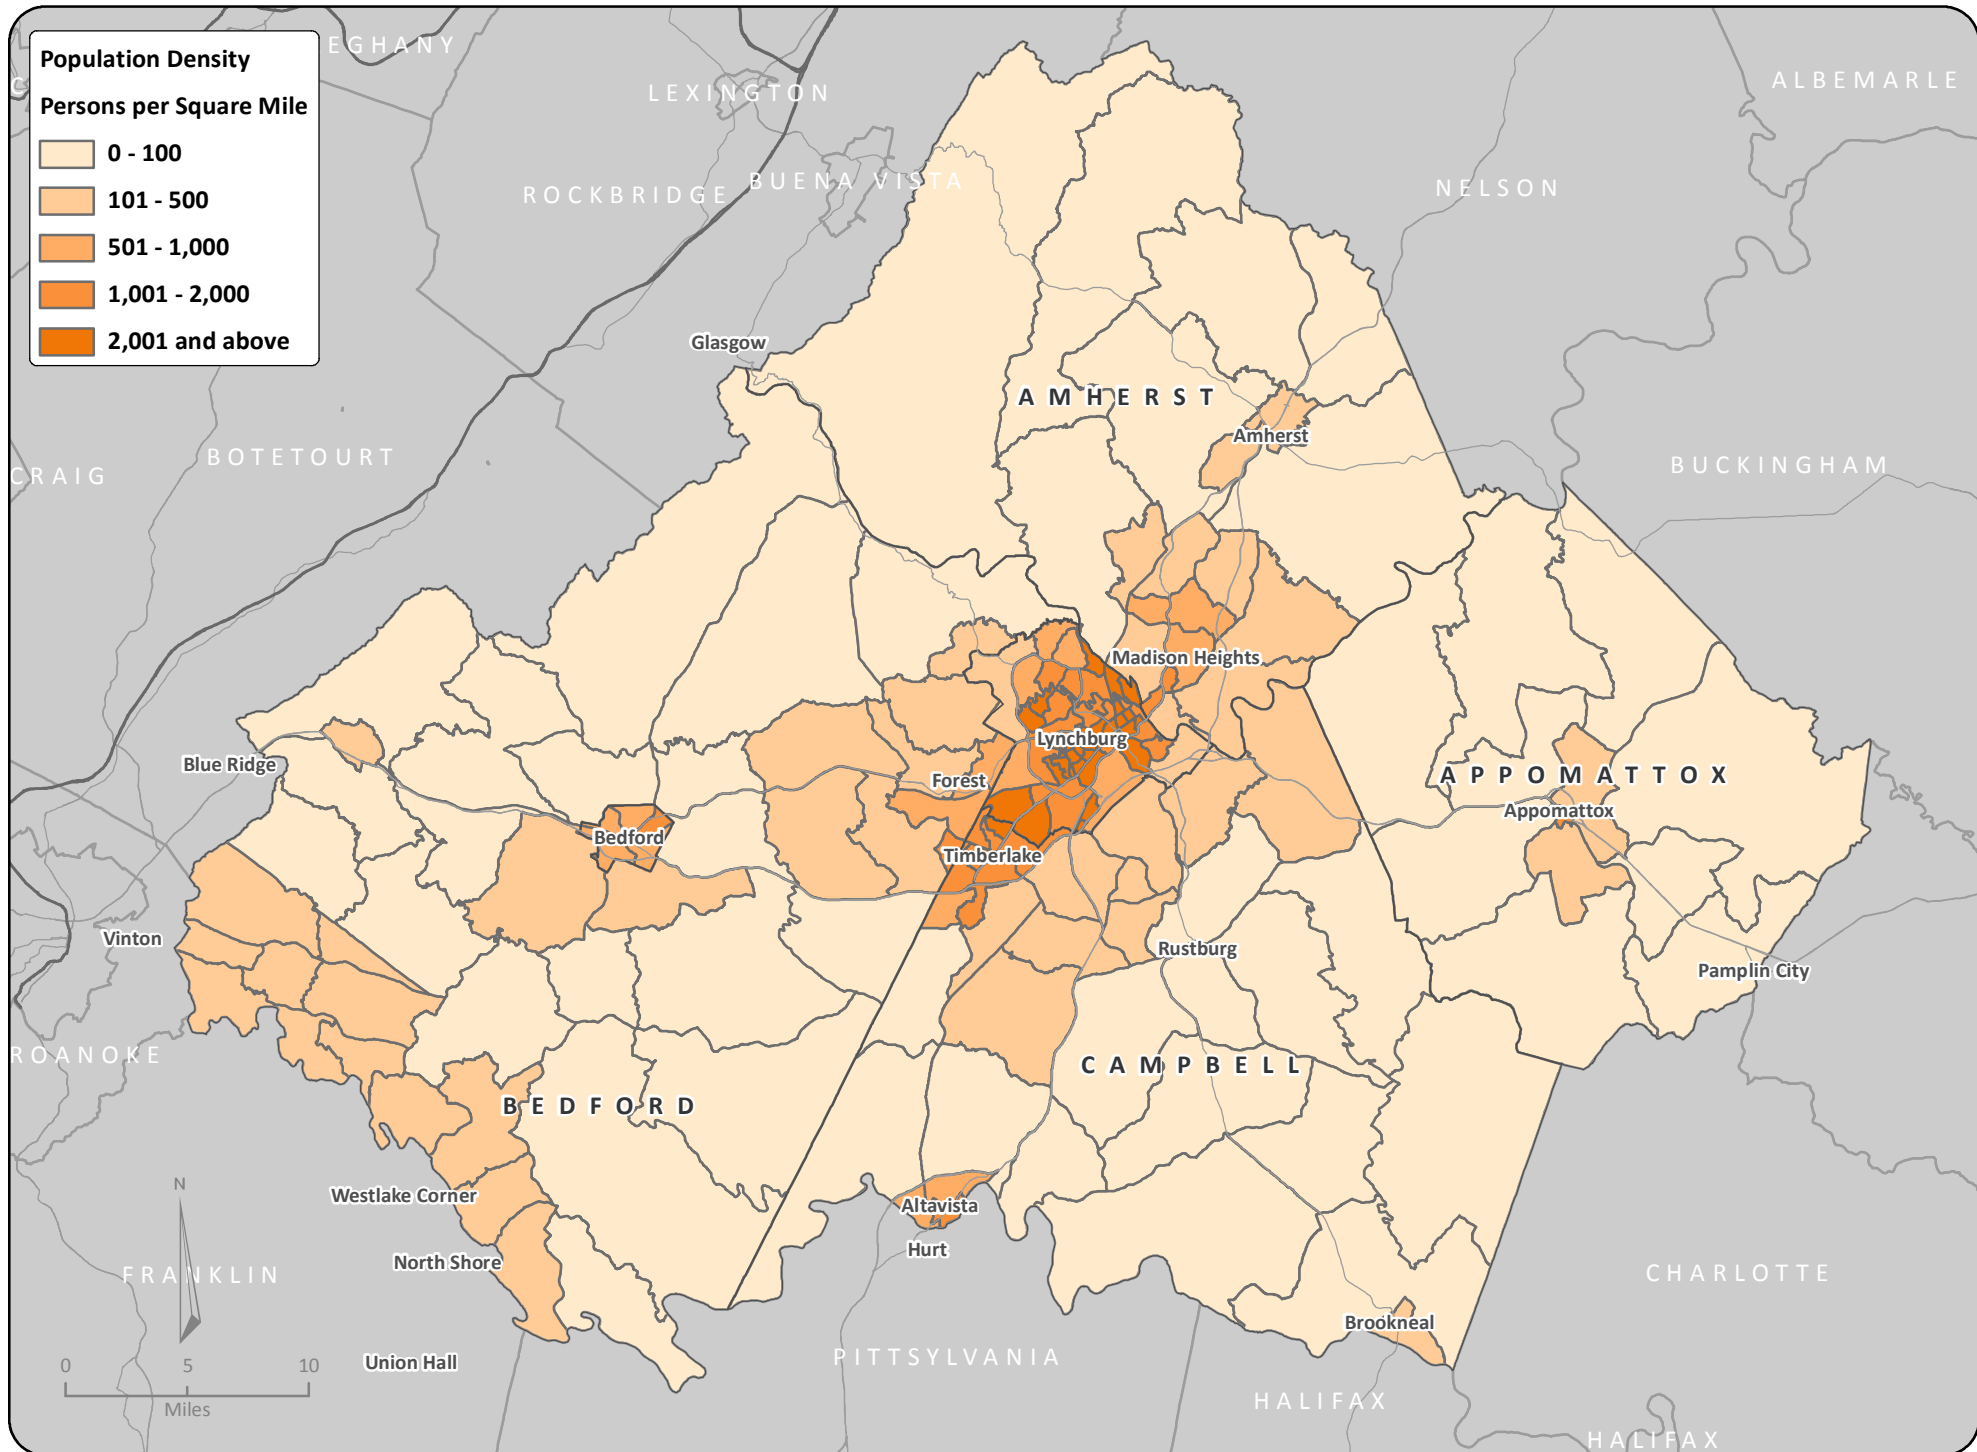 Population Density
Persons per Square Mile
0 - 100
101 - 500
501 - 1,000
1,001 - 2,000
2,001 and above
EGHANY
C
LEXINGTON
ALBEMARLE
ROCKBRIDGE
BUENA VISTA
NELSON
Glasgow
AMHERST
Amherst
BOTETOURT
CRAIG
BUCKINGHAM
Madison Heights
Lynchburg
Blue Ridge
Forest
APPOMATTOX
Appomattox
Bedford
Timberlake
Vinton
Rustburg
Pamplin City
ROANOKE
CAMPBELL
BEDFORD
N
Westlake Corner
Altavista
Hurt
North Shore
FRANKLIN
CHARLOTTE
Brookneal
PITTSYLVANIA
Union Hall
0 5 10
Miles
HALIFAX
HALIFAX